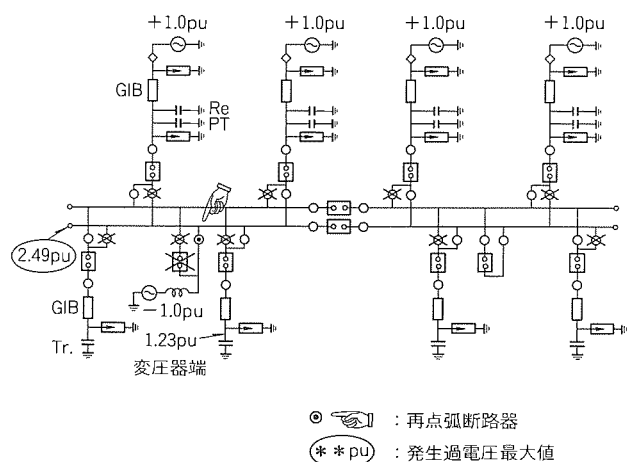 +1.0pu +1.0pu +1.0pu +1.0pu
GIB
Re
PT
2.49pu
GIB
−1.0pu
Tr.
1.23pu
変圧器端
：再点弧断路器
**pu ：発生過電圧最大値